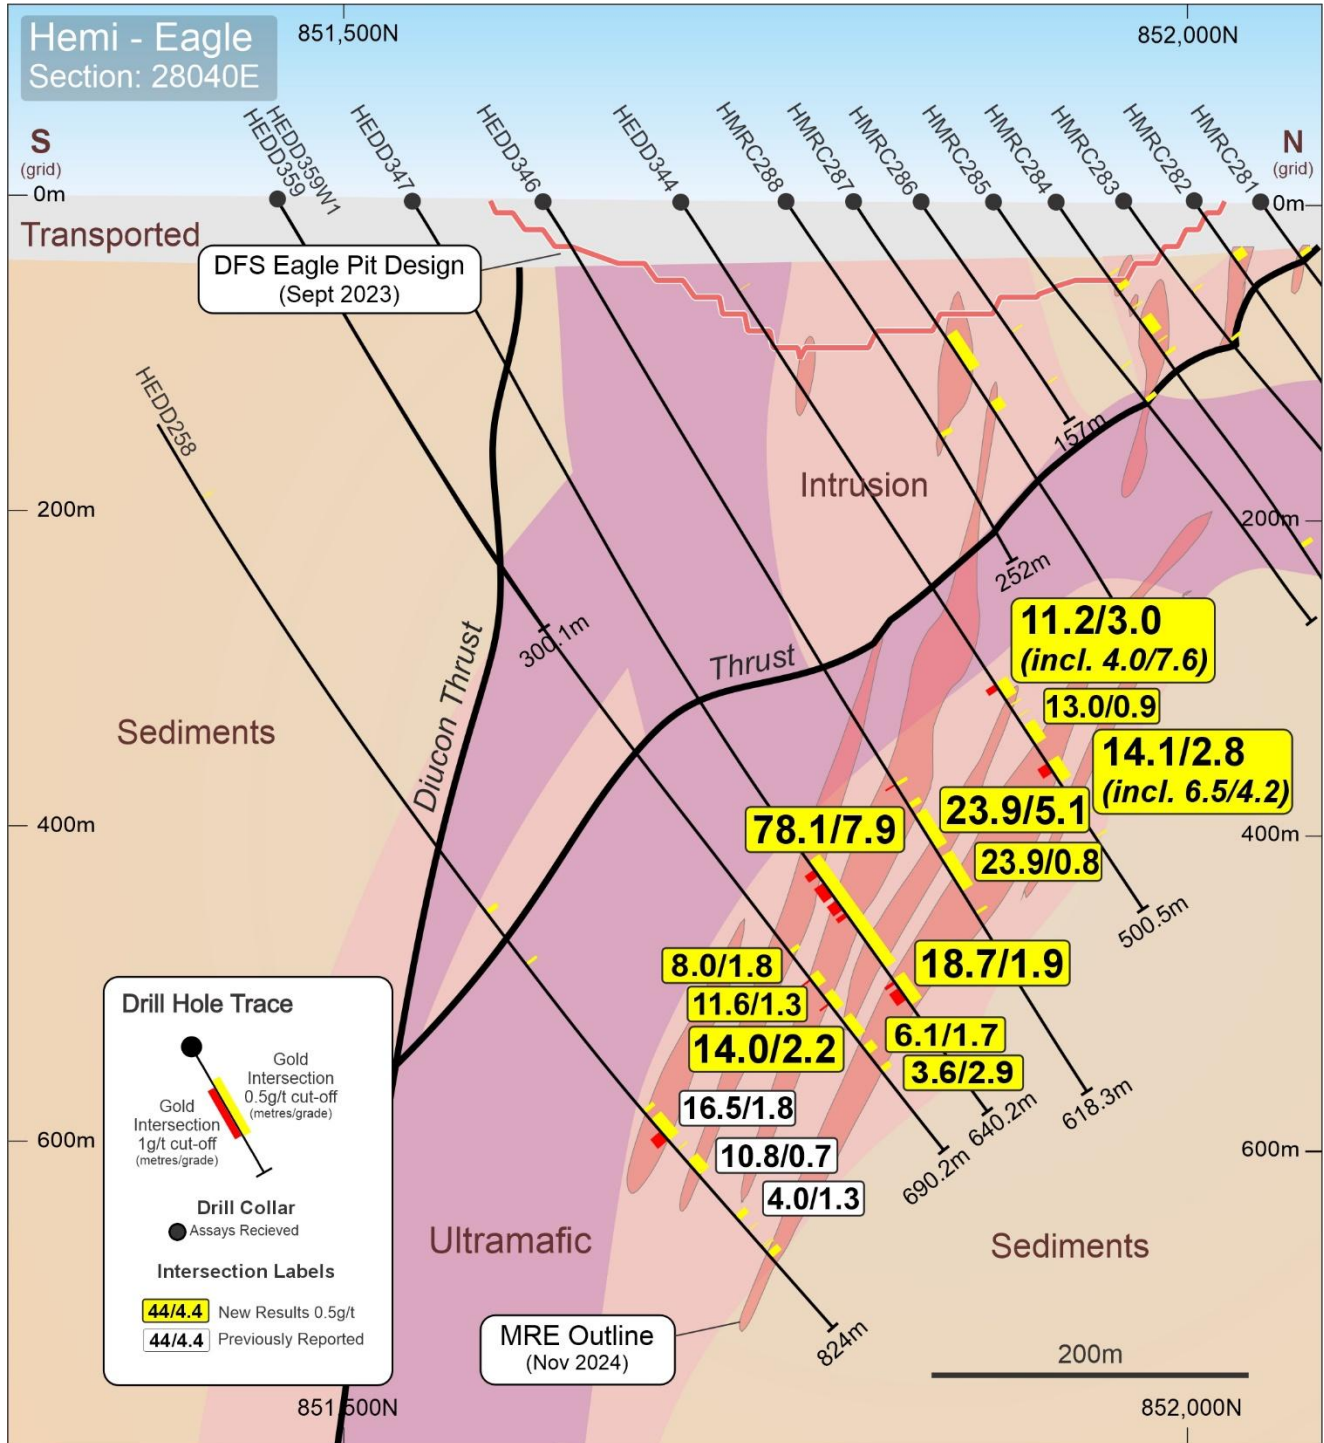 Hemi - Eagle
Section: 28040E
851,500N
852,000N
S
(grid)
N
(grid)
HEDD359
HEDD359W1
HEDD347
HEDD346
HEDD344
HMRC288
HMRC287
HMRC286
HMRC285
HMRC284
HMRC283
HMRC282
HMRC281
0m
0m
Transported
DFS Eagle Pit Design
(Sept 2023)
HEDD258
157m
Intrusion
200m
200m
252m
300.1m
Diucon Thrust
Thrust
Sediments
11.2/3.0
(incl. 4.0/7.6)
13.0/0.9
14.1/2.8
(incl. 6.5/4.2)
23.9/5.1
78.1/7.9
23.9/0.8
400m
400m
500.5m
8.0/1.8
18.7/1.9
11.6/1.3
14.0/2.2
6.1/1.7
3.6/2.9
16.5/1.8
10.8/0.7
4.0/1.3
618.3m
640.2m
690.2m
600m
600m
Ultramafic
Sediments
824m
MRE Outline
(Nov 2024)
200m
Drill Hole Trace
Gold
Intersection
0.5g/t cut-off
(metres/grade)
Gold
Intersection
1g/t cut-off
(metres/grade)
Drill Collar
Assays Recieved
Intersection Labels
44/4.4 New Results 0.5g/t
44/4.4 Previously Reported
851,500N
852,000N